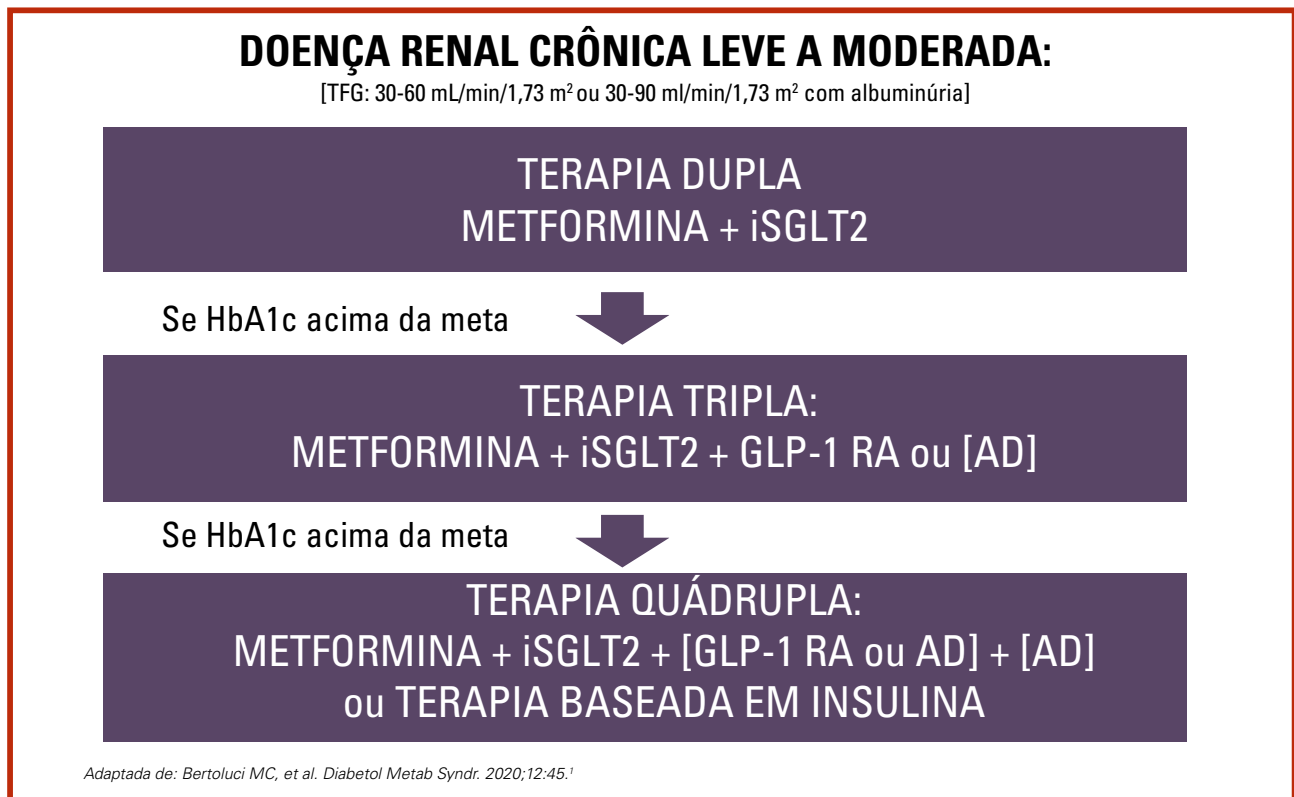 DOENÇA RENAL CRÔNICA LEVE A MODERADA:
[TFG: 30-60 mL/min/1,73 m² ou 30-90 ml/min/1,73 m² com albuminúria]
TERAPIA DUPLA
METFORMINA + iSGLT2
Se HbA1c acima da meta
TERAPIA TRIPLA:
METFORMINA + iSGLT2 + GLP-1 RA ou [AD]
Se HbA1c acima da meta
TERAPIA QUÁDRUPLA:
METFORMINA + iSGLT2 + [GLP-1 RA ou AD] + [AD]
ou TERAPIA BASEADA EM INSULINA
Adaptada de: Bertoluci MC, et al. Diabetol Metab Syndr. 2020;12:45.¹